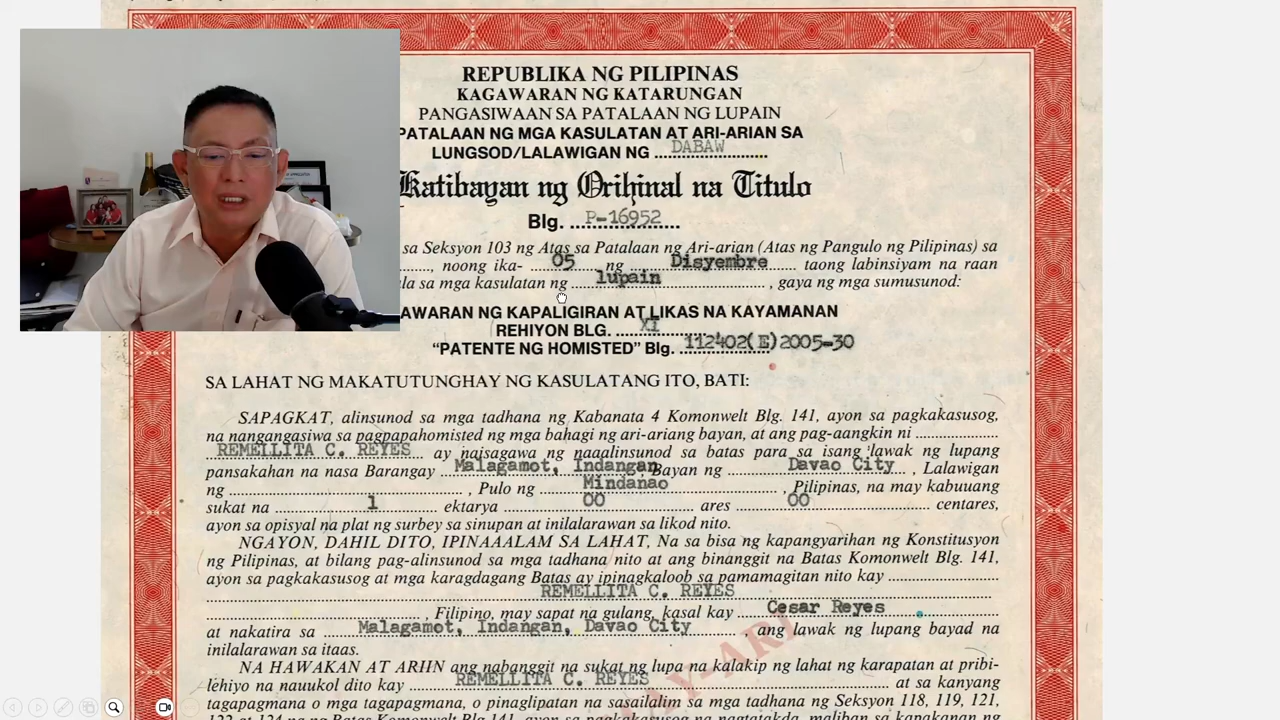 REPUBLIKA NG PILIPINAS
KAGAWARAN NG KATARUNGAN
PANGASIWAAN SA PATALAAN NG LUPAIN
PATALAAN NG MGA KASULATAN AT ARI-ARIAN SA
LUNGSOD/LALAWIGAN NG DABAW
Katibayan ng Orihinal na Titulo
Blg. P-16952
sa Seksyon 103 ng Atas sa Patalaan ng Ari-arian (Atas ng Pangulo ng Pilipinas) sa
, noong ika- 05 ng Disyembre taong labinsiyam na raan
sa mga kasulatan ng lupain, gaya ng mga sumusunod:
AWARAN NG KAPALIGIRAN AT LIKAS NA KAYAMANAN
REHIYON BLG. XI
"PATENTE NG HOMISTED" Blg. 112402(E)2005-30
SA LAHAT NG MAKATUTUNGHAY NG KASULATANG ITO, BATI:
SAPAGKAT, alinsunod sa mga tadhana ng Kabanata 4 Komonwelt Blg. 141, ayon sa pagkakasusog,
na nangangasiwa sa pagpapahomisted ng mga bahagi ng ari-ariang bayan, at ang pag-aangkin ni
REMELLITA C. REYES ay naisagawa ng naaalinsunod sa batas para sa isang lawak ng lupang
pansakahan na nasa Barangay Malagamot, Indangan Bayan ng Davao City, Lalawigan
ng , Pulo ng Mindanao, Pilipinas, na may kabuuang
sukat na 1 ektarya 00 ares 00 centares,
ayon sa opisyal na plat ng surbey sa sinupan at inilalarawan sa likod nito.
NGAYON, DAHIL DITO, IPINAAALAM SA LAHAT, Na sa bisa ng kapangyarihan ng Konstitusyon
ng Pilipinas, at bilang pag-alinsunod sa mga tadhana nito at ang binanggit na Batas Komonwelt Blg. 141,
ayon sa pagkakasusog at mga karagdagang Batas ay ipinagkaloob sa pamamagitan nito kay
REMELLITA C. REYES
Filipino, may sapat na gulang, kasal kay Cesar Reyes
at nakatira sa Malagamot, Indangan, Davao City, ang lawak ng lupang bayad na
inilalarawan sa itaas.
NA HAWAKAN AT ARIIN ang nabanggit na sukat ng lupa na kalakip ng lahat ng karapatan at pribi-
lehiyo na nauukol dito kay REMELLITA C. REYES at sa kanyang
tagapagmana o mga tagapagmana, o pinaglipatan na sasailalim sa mga tadhana ng Seksyon 118, 119, 121,